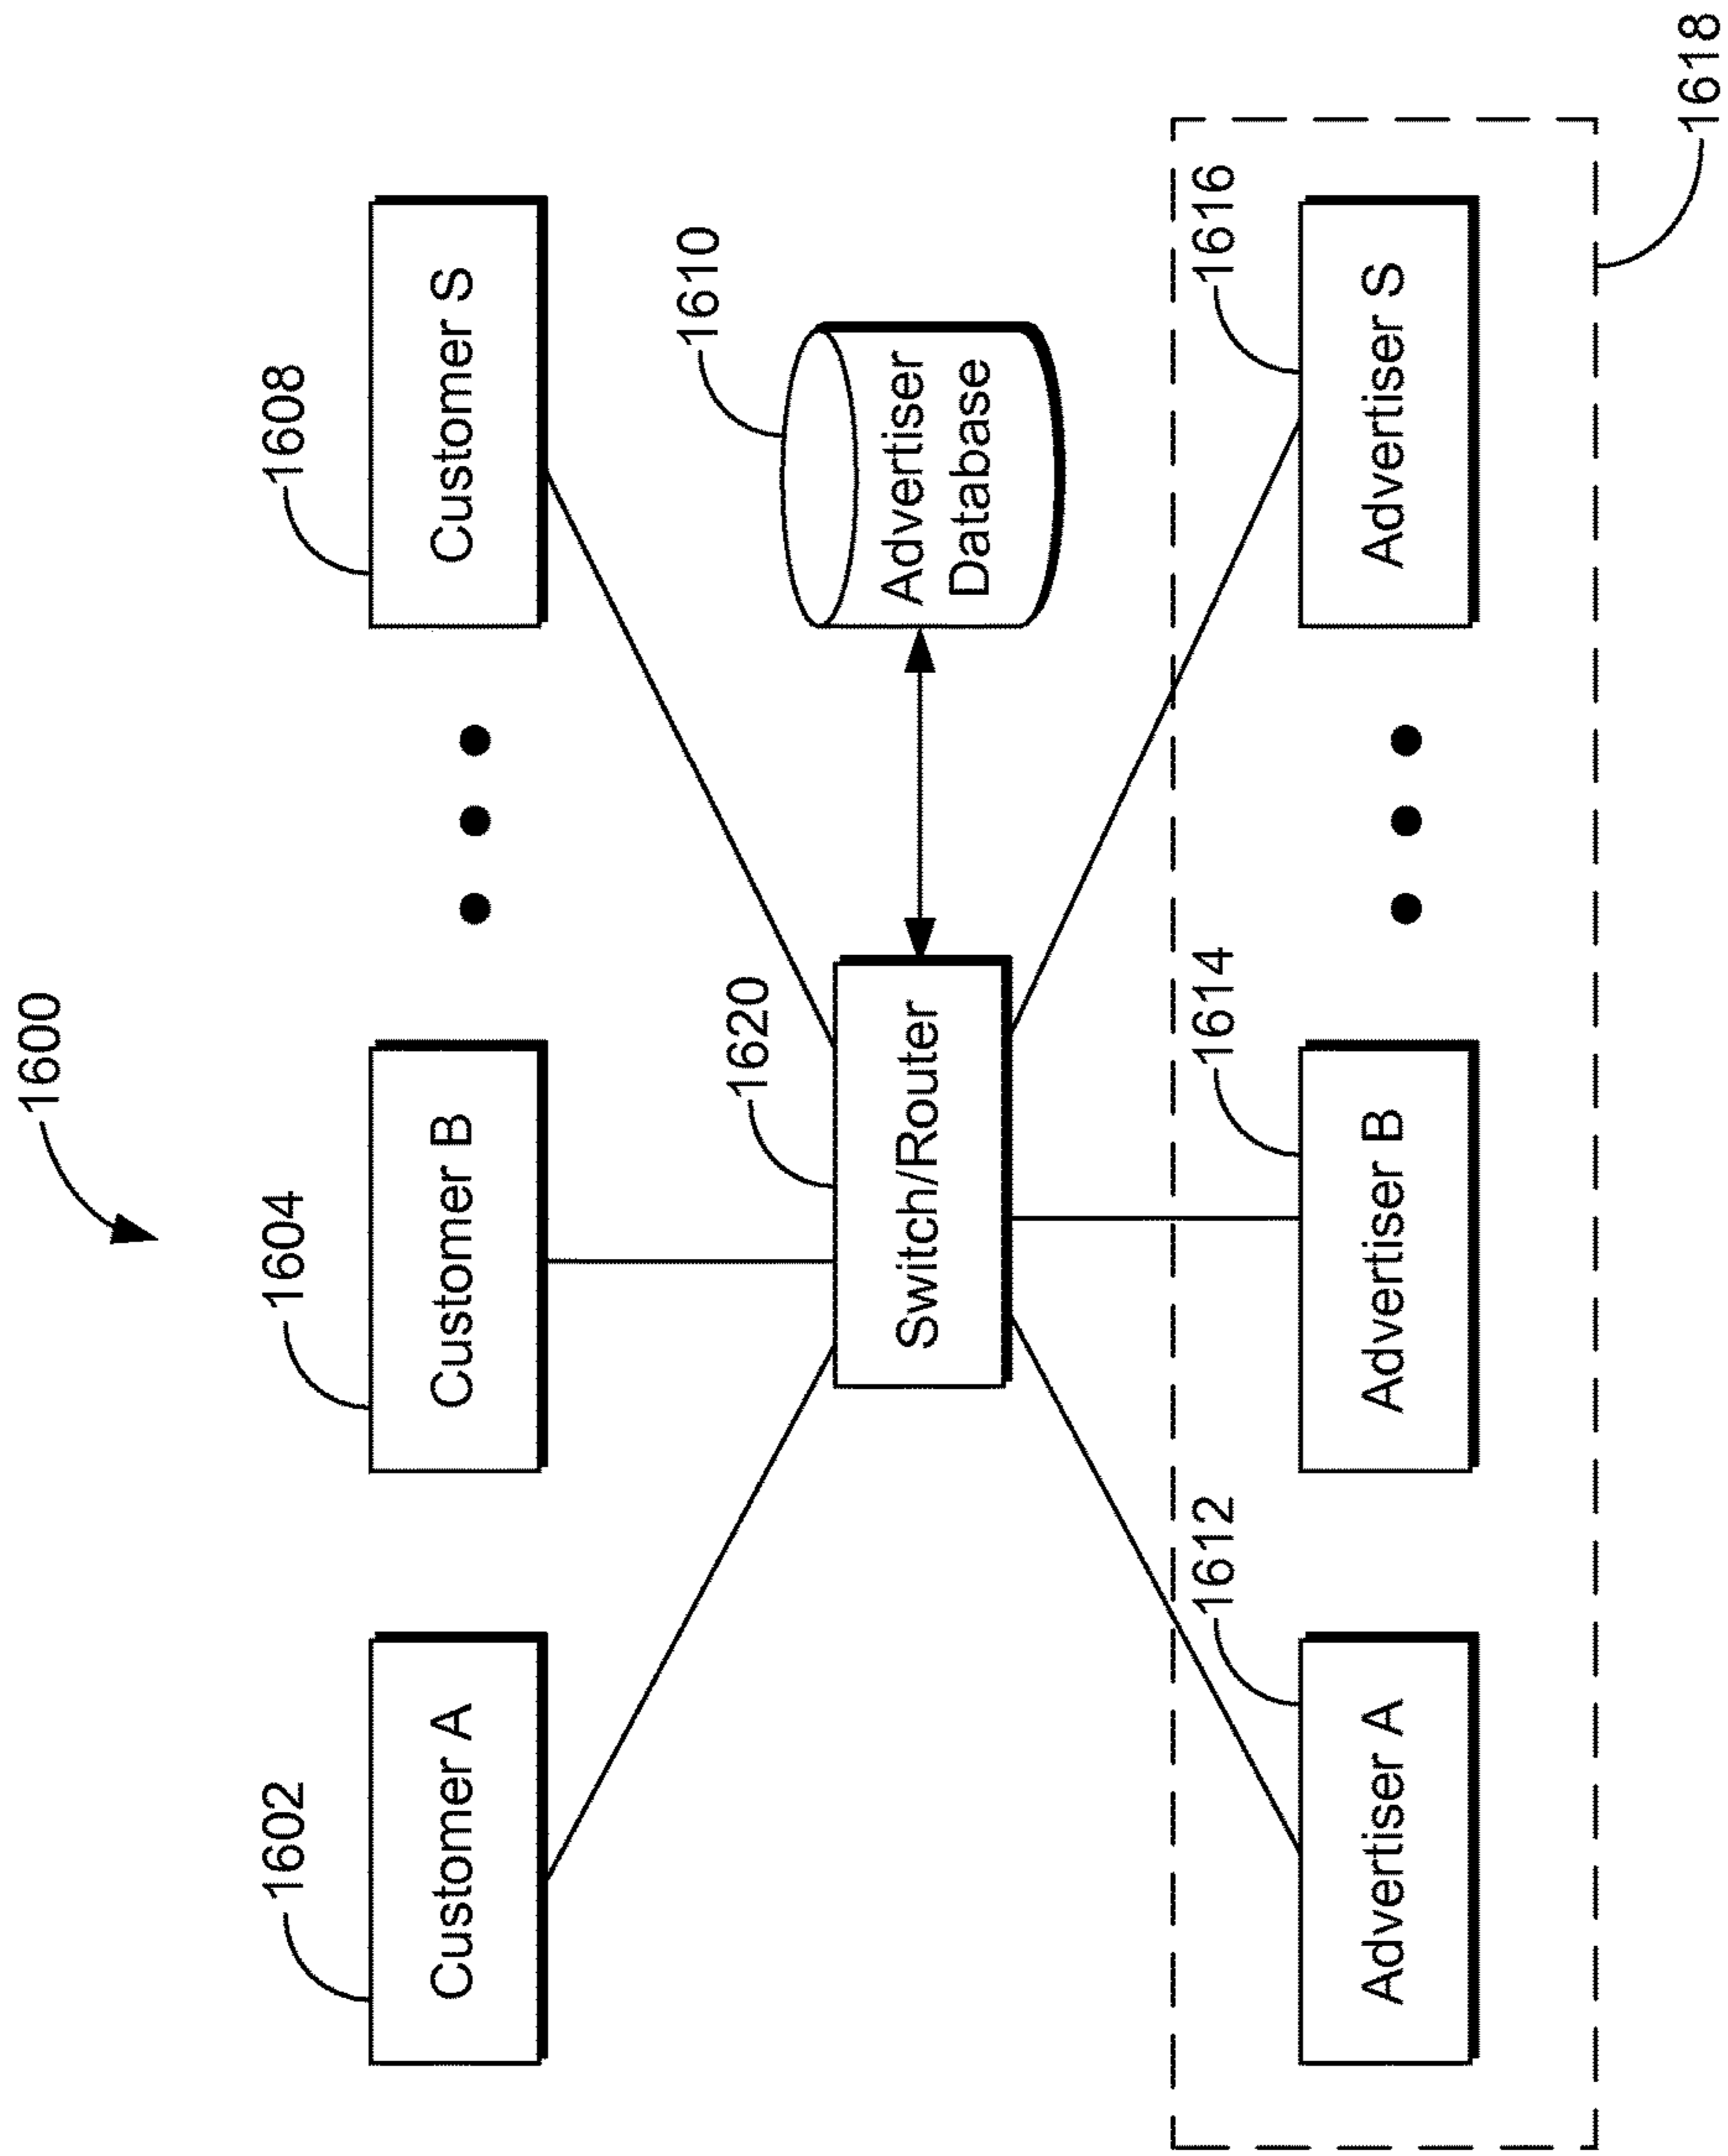 1600
1602
1604
1608
Customer A
Customer B
Customer S
1620
1610
Switch/Router
Advertiser
Database
1612
1614
1616
Advertiser A
Advertiser B
Advertiser S
1618